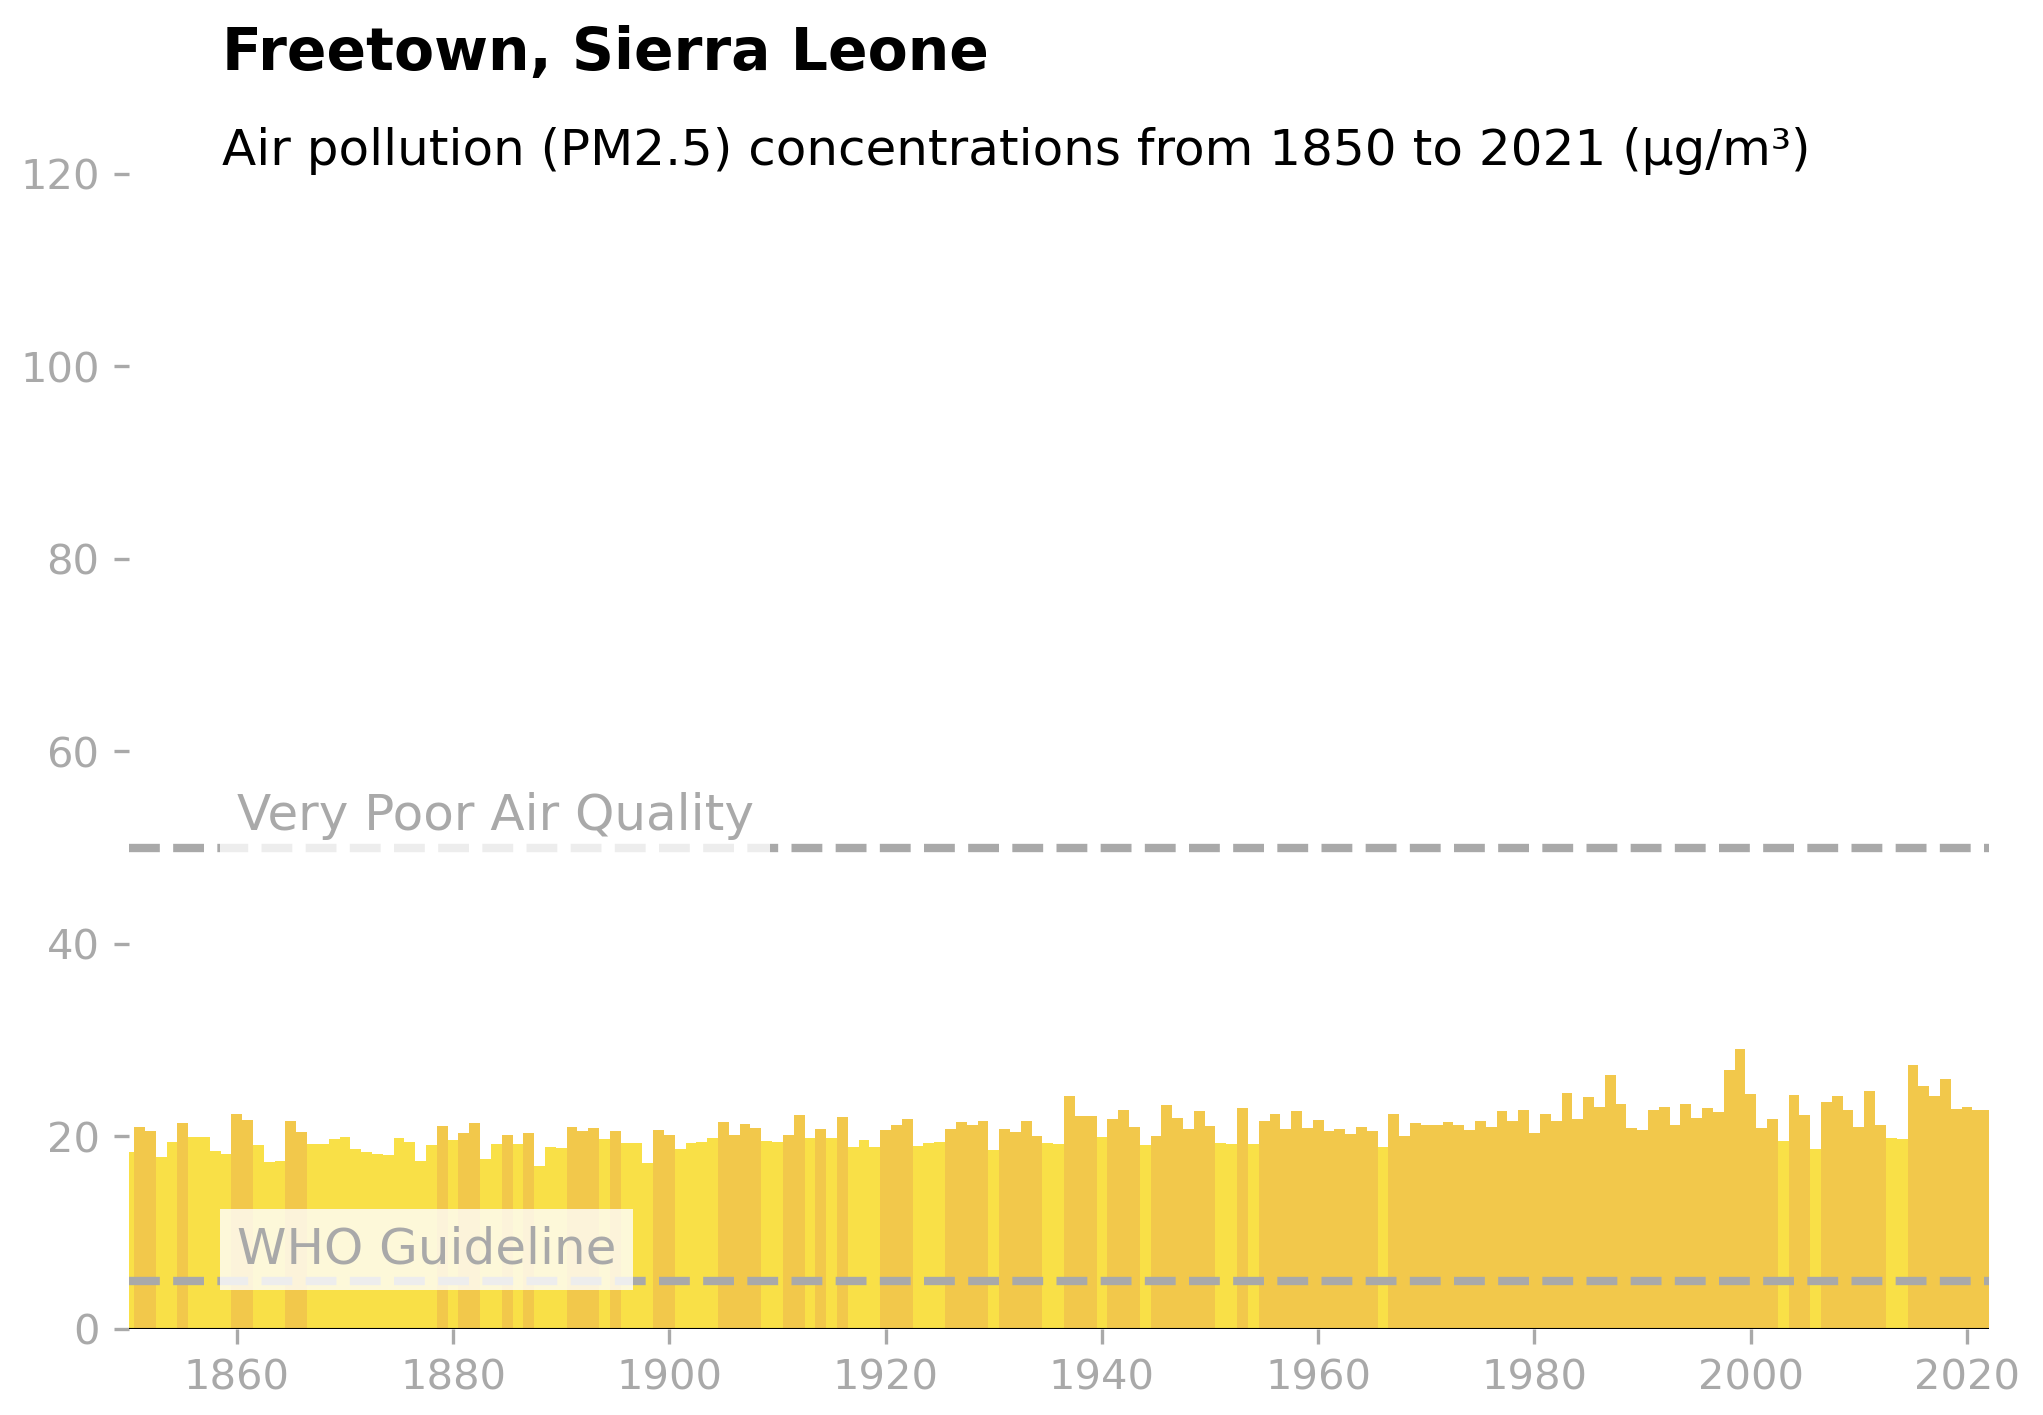 Freetown, Sierra Leone
Air pollution (PM2.5) concentrations from 1850 to 2021 (µg/m³)
120
100
80
60
Very Poor Air Quality
40
20
WHO Guideline
0
1860 1880 1900 1920 1940 1960 1980 2000 2020